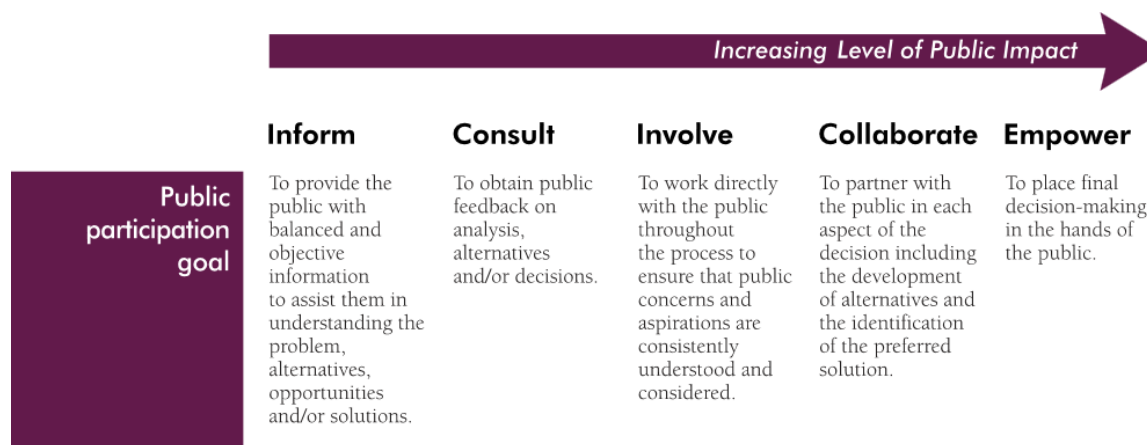 Increasing Level of Public Impact
Inform
Consult
Involve
Collaborate
Empower
Public
participation
goal
To provide the
public with
balanced and
objective
information
to assist them in
understanding the
problem,
alternatives,
opportunities
and/or solutions.
To obtain public
feedback on
analysis,
alternatives
and/or decisions.
To work directly
with the public
throughout
the process to
ensure that public
concerns and
aspirations are
consistently
understood and
considered.
To partner with
the public in each
aspect of the
decision including
the development
of alternatives and
the identification
of the preferred
solution.
To place final
decision-making
in the hands of
the public.